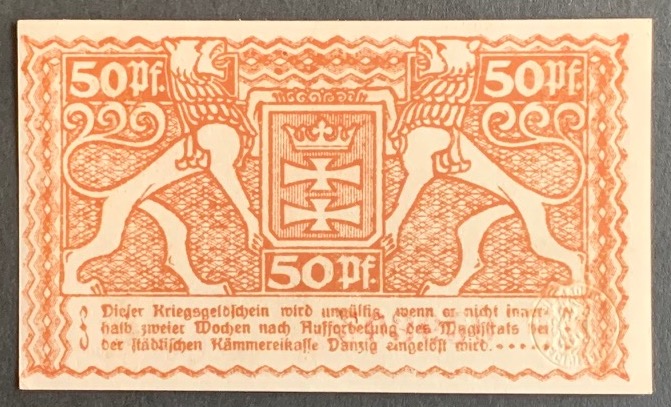 50 Pf. 50 Pf.
50 Pf.
Dieser Kriegsgeldschein wird ungültig, wenn er nicht inner-
halb zweier Wochen nach Aufforderung des Magistrats bei
der städtischen Kämmereikasse Danzig eingelöst wird. ....